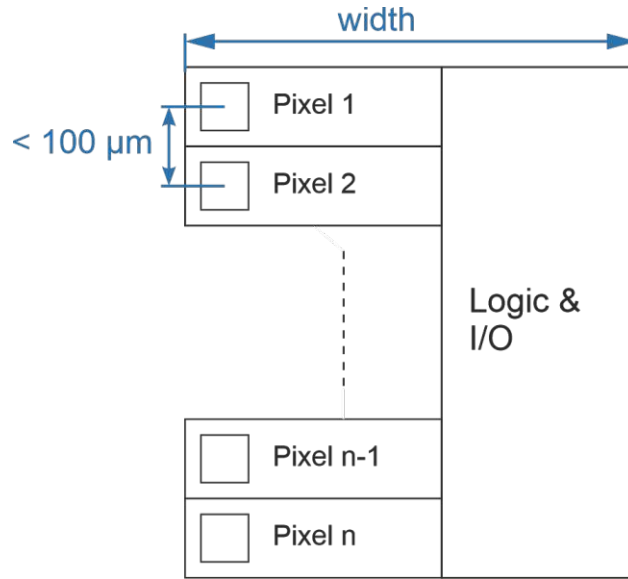 width
Pixel 1
< 100 µm
Pixel 2
Logic &
I/O
Pixel n-1
Pixel n